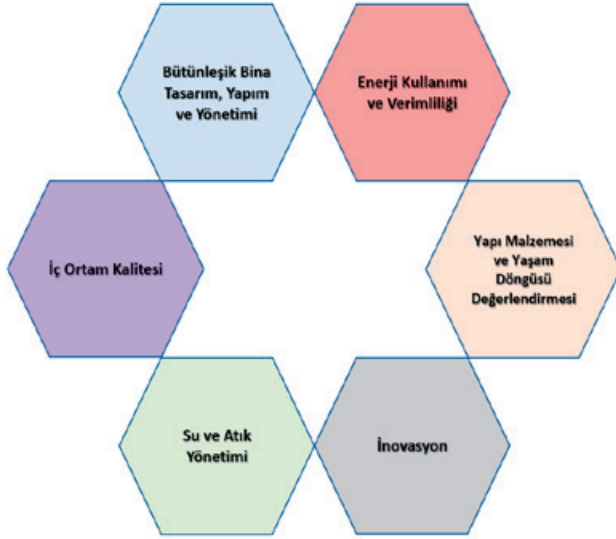 Bütünleşik Bina
Tasarım, Yapım
ve Yönetimi
Enerji Kullanımı
ve Verimliliği
İç Ortam Kalitesi
Yapı Malzemesi
ve Yaşam
Döngüsü
Değerlendirmesi
Su ve Atık
Yönetimi
İnovasyon